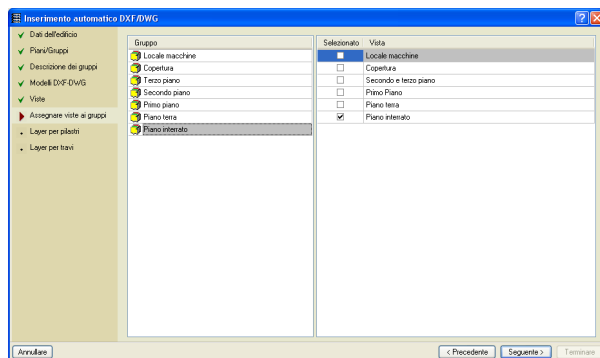 Inserimento automatico DXF/DWG
Dati dell'edificio
Piani/Gruppi
Descrizione dei gruppi
Modelli DXF-DWG
Viste
Assegnare viste ai gruppi
Layer per pilastri
Layer per travi
Gruppo
Locale macchine
Copertura
Terzo piano
Secondo piano
Primo piano
Piano terra
Piano interrato
Selezionato Vista
Locale macchine
Copertura
Secondo e terzo piano
Primo Piano
Piano terra
Piano interrato
Annullare
< Precedente
Seguente >
Terminare